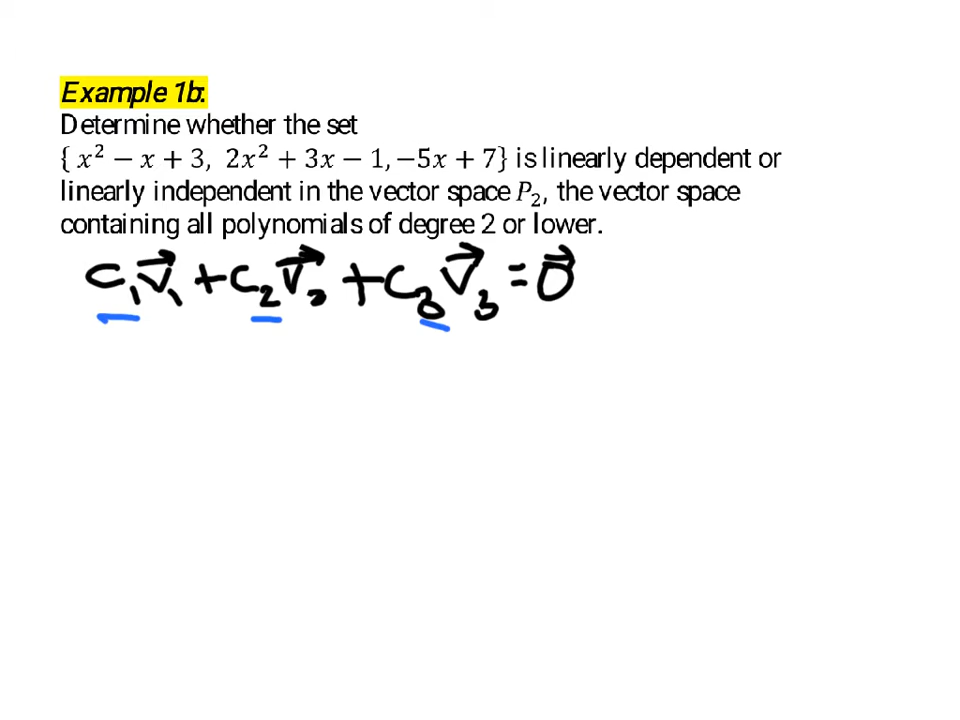 Example 1b:
Determine whether the set
{ x² − x + 3, 2x² + 3x − 1, −5x + 7} is linearly dependent or
linearly independent in the vector space P₂, the vector space
containing all polynomials of degree 2 or lower.
c₁v⃗₁ + c₂v⃗₂ + c₃v⃗₃ = 0⃗